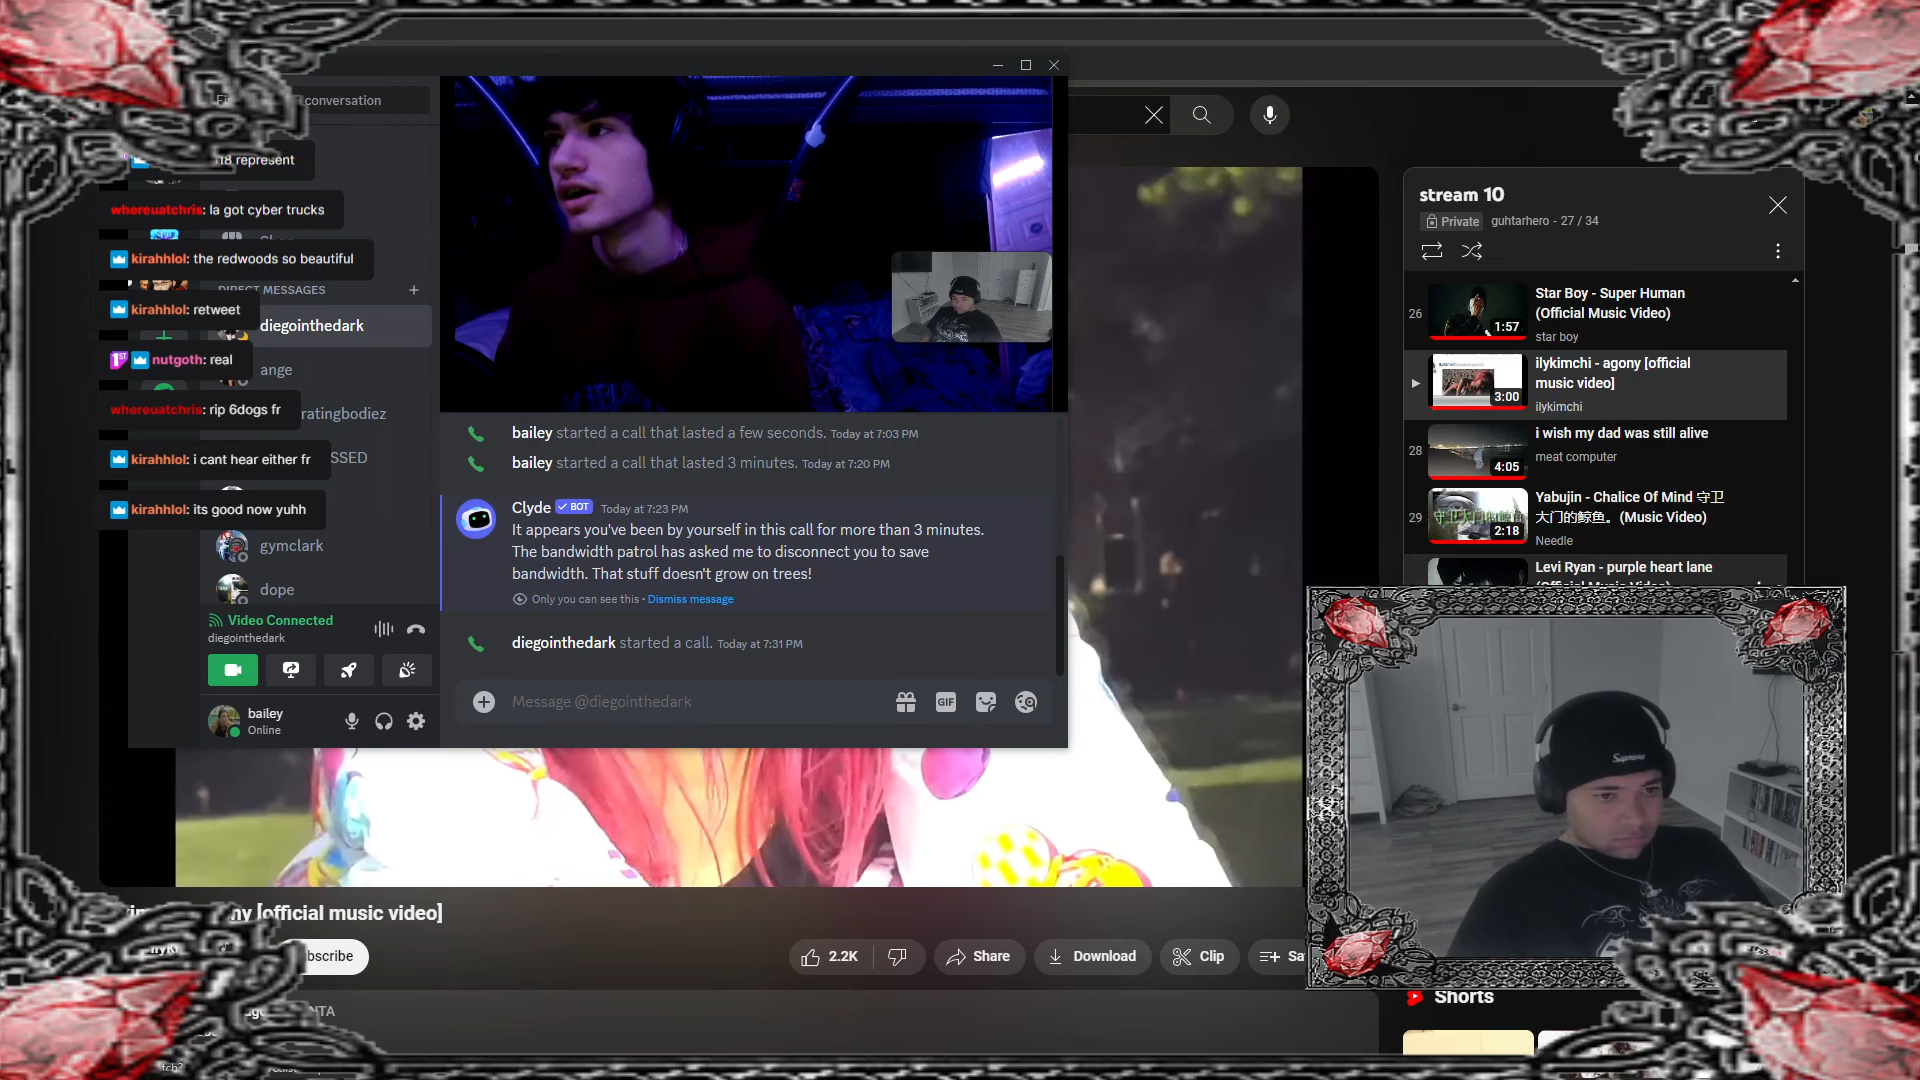 conversation
18 represent
whereuatchris: la got cyber trucks
kirahhlol: the redwoods so beautiful
DIRECT MESSAGES
kirahhlol: retweet
diegointhedark
1ST nutgoth: real
ange
whereuatchris: rip 6dogs fr
ratingbodiez
kirahhlol: i cant hear either fr
SSED
kirahhlol: its good now yuhh
gymclark
dope
Video Connected
diegointhedark
bailey
Online
bailey started a call that lasted a few seconds. Today at 7:03 PM
bailey started a call that lasted 3 minutes. Today at 7:20 PM
Clyde BOT Today at 7:23 PM
It appears you've been by yourself in this call for more than 3 minutes.
The bandwidth patrol has asked me to disconnect you to save
bandwidth. That stuff doesn't grow on trees!
Only you can see this • Dismiss message
diegointhedark started a call. Today at 7:31 PM
Message @diegointhedark
GIF
stream 10
Private guhtarhero - 27 / 34
26
1:57
Star Boy - Super Human
(Official Music Video)
star boy
3:00
ilykimchi - agony [official
music video]
ilykimchi
28
4:05
i wish my dad was still alive
meat computer
29
2:18
Yabujin - Chalice Of Mind 守卫
大门的鲸鱼。(Music Video)
Needle
Levi Ryan - purple heart lane
Supreme
ny [official music video]
bscribe
2.2K
Share
Download
Clip
Sa
NTA
Shorts